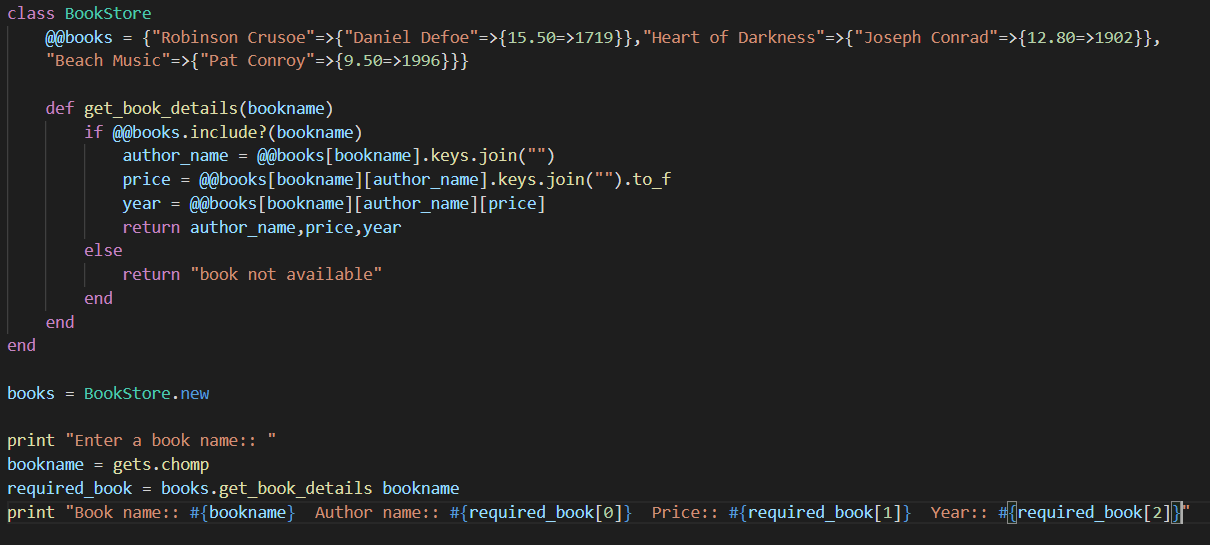 class BookStore
    @@books = {"Robinson Crusoe"=>{"Daniel Defoe"=>{15.50=>1719}},"Heart of Darkness"=>{"Joseph Conrad"=>{12.80=>1902}},
    "Beach Music"=>{"Pat Conroy"=>{9.50=>1996}}}

    def get_book_details(bookname)
        if @@books.include?(bookname)
            author_name = @@books[bookname].keys.join("")
            price = @@books[bookname][author_name].keys.join("").to_f
            year = @@books[bookname][author_name][price]
            return author_name,price,year
        else
            return "book not available"
        end
    end
end

books = BookStore.new

print "Enter a book name:: "
bookname = gets.chomp
required_book = books.get_book_details bookname
print "Book name:: #{bookname}  Author name:: #{required_book[0]}  Price:: #{required_book[1]}  Year:: #{required_book[2]}"